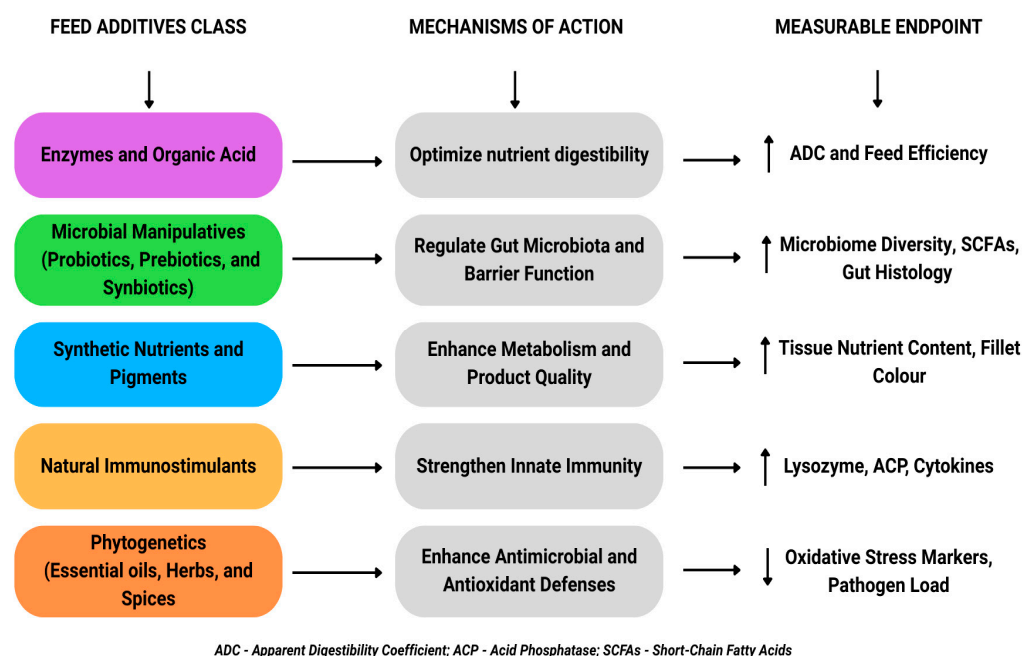 FEED ADDITIVES CLASS
MECHANISMS OF ACTION
MEASURABLE ENDPOINT
Enzymes and Organic Acid
Optimize nutrient digestibility
ADC and Feed Efficiency
Microbial Manipulatives
(Probiotics, Prebiotics, and
Synbiotics)
Regulate Gut Microbiota and
Barrier Function
Microbiome Diversity, SCFAs,
Gut Histology
Synthetic Nutrients and
Pigments
Enhance Metabolism and
Product Quality
Tissue Nutrient Content, Fillet
Colour
Natural Immunostimulants
Strengthen Innate Immunity
Lysozyme, ACP, Cytokines
Phytogenetics
(Essential oils, Herbs, and
Spices
Enhance Antimicrobial and
Antioxidant Defenses
Oxidative Stress Markers,
Pathogen Load
ADC - Apparent Digestibility Coefficient; ACP - Acid Phosphatase; SCFAs - Short-Chain Fatty Acids